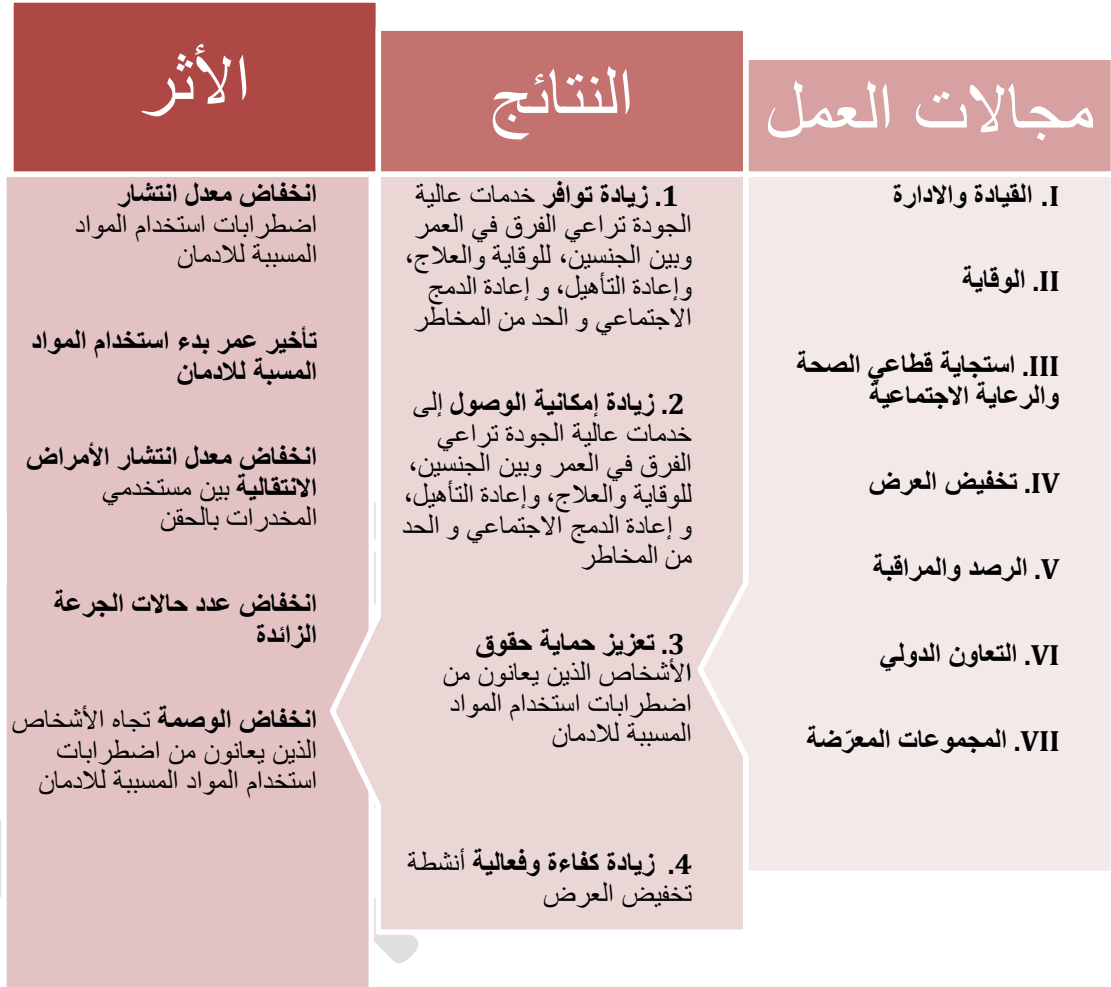 مجالات العمل
I. القيادة والادارة
II. الوقاية
III. استجاية قطاعي الصحة
والرعاية الاجتماعية
IV. تخفيض العرض
V. الرصد والمراقبة
VI. التعاون الدولي
VII. المجموعات المعرّضة
النتائج
1. زيادة توافر خدمات عالية
الجودة تراعي الفرق في العمر
وبين الجنسين، للوقاية والعلاج،
وإعادة التأهيل، و إعادة الدمج
الاجتماعي و الحد من المخاطر
2. زيادة إمكانية الوصول إلى
خدمات عالية الجودة تراعي
الفرق في العمر وبين الجنسين،
للوقاية والعلاج، وإعادة التأهيل،
و إعادة الدمج الاجتماعي و الحد
من المخاطر
3. تعزيز حماية حقوق
الأشخاص الذين يعانون من
اضطرابات استخدام المواد
المسببة للادمان
4. زيادة كفاءة وفعالية أنشطة
تخفيض العرض
الأثر
انخفاض معدل انتشار
اضطرابات استخدام المواد
المسببة للادمان
تأخير عمر بدء استخدام المواد
المسبة للادمان
انخفاض معدل انتشار الأمراض
الانتقالية بين مستخدمي
المخدرات بالحقن
انخفاض عدد حالات الجرعة
الزائدة
انخفاض الوصمة تجاه الأشخاص
الذين يعانون من اضطرابات
استخدام المواد المسببة للادمان